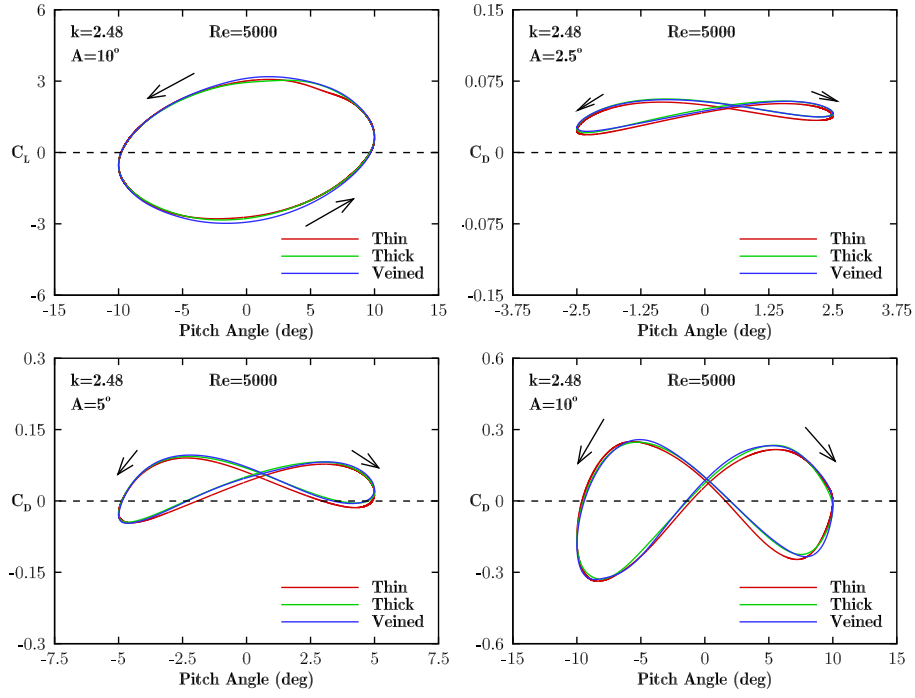 6
3
0
-3
-6
C_L
k=2.48 Re=5000
A=10°
Thin
Thick
Veined
-15 -10 -5 0 5 10 15
Pitch Angle (deg)
0.15
0.075
0
-0.075
-0.15
C_D
k=2.48 Re=5000
A=2.5°
Thin
Thick
Veined
-3.75 -2.5 -1.25 0 1.25 2.5 3.75
Pitch Angle (deg)
0.3
0.15
0
-0.15
-0.3
C_D
k=2.48 Re=5000
A=5°
Thin
Thick
Veined
-7.5 -5 -2.5 0 2.5 5 7.5
Pitch Angle (deg)
0.6
0.3
0
-0.3
-0.6
C_D
k=2.48 Re=5000
A=10°
Thin
Thick
Veined
-15 -10 -5 0 5 10 15
Pitch Angle (deg)